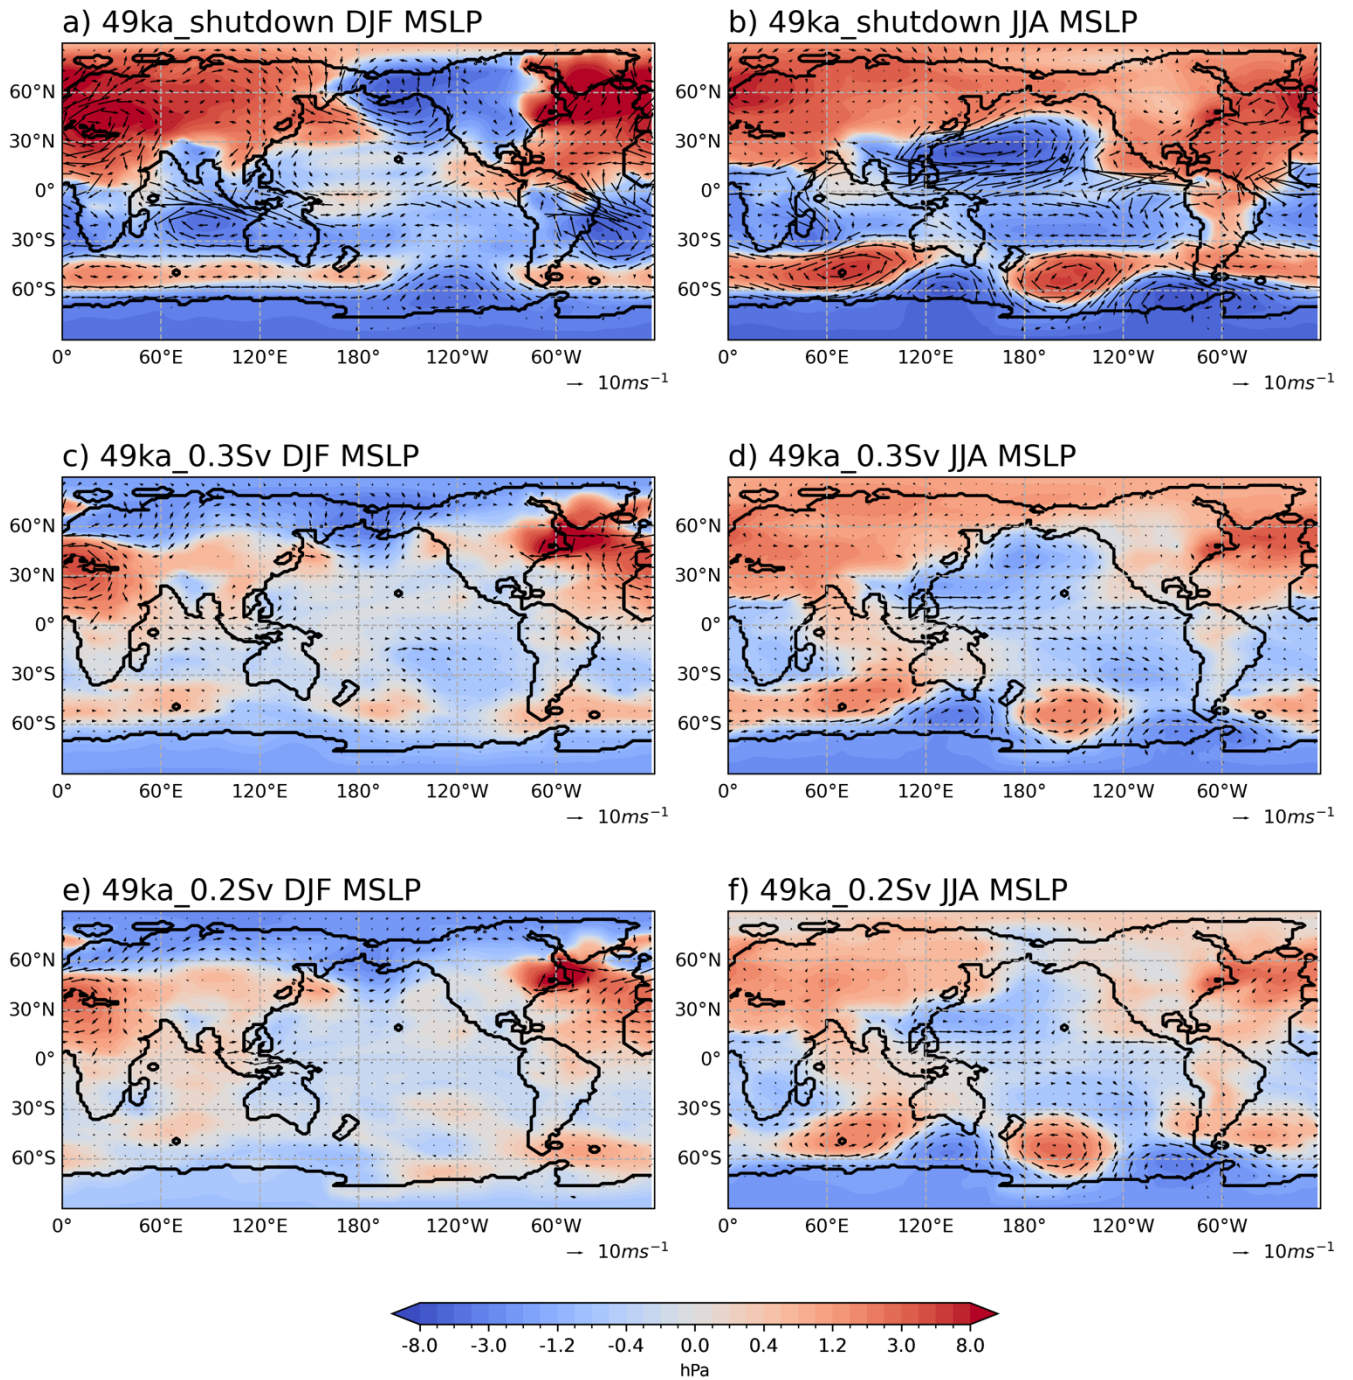 a) 49ka_shutdown DJF MSLP
b) 49ka_shutdown JJA MSLP
60°N
30°N
0°
30°S
60°S
60°N
30°N
0°
30°S
60°S
0° 60°E 120°E 180° 120°W 60°W
0° 60°E 120°E 180° 120°W 60°W
10ms⁻¹
10ms⁻¹
c) 49ka_0.3Sv DJF MSLP
d) 49ka_0.3Sv JJA MSLP
60°N
30°N
0°
30°S
60°S
60°N
30°N
0°
30°S
60°S
0° 60°E 120°E 180° 120°W 60°W
0° 60°E 120°E 180° 120°W 60°W
10ms⁻¹
10ms⁻¹
e) 49ka_0.2Sv DJF MSLP
f) 49ka_0.2Sv JJA MSLP
60°N
30°N
0°
30°S
60°S
60°N
30°N
0°
30°S
60°S
0° 60°E 120°E 180° 120°W 60°W
0° 60°E 120°E 180° 120°W 60°W
10ms⁻¹
10ms⁻¹
-8.0 -3.0 -1.2 -0.4 0.0 0.4 1.2 3.0 8.0
hPa